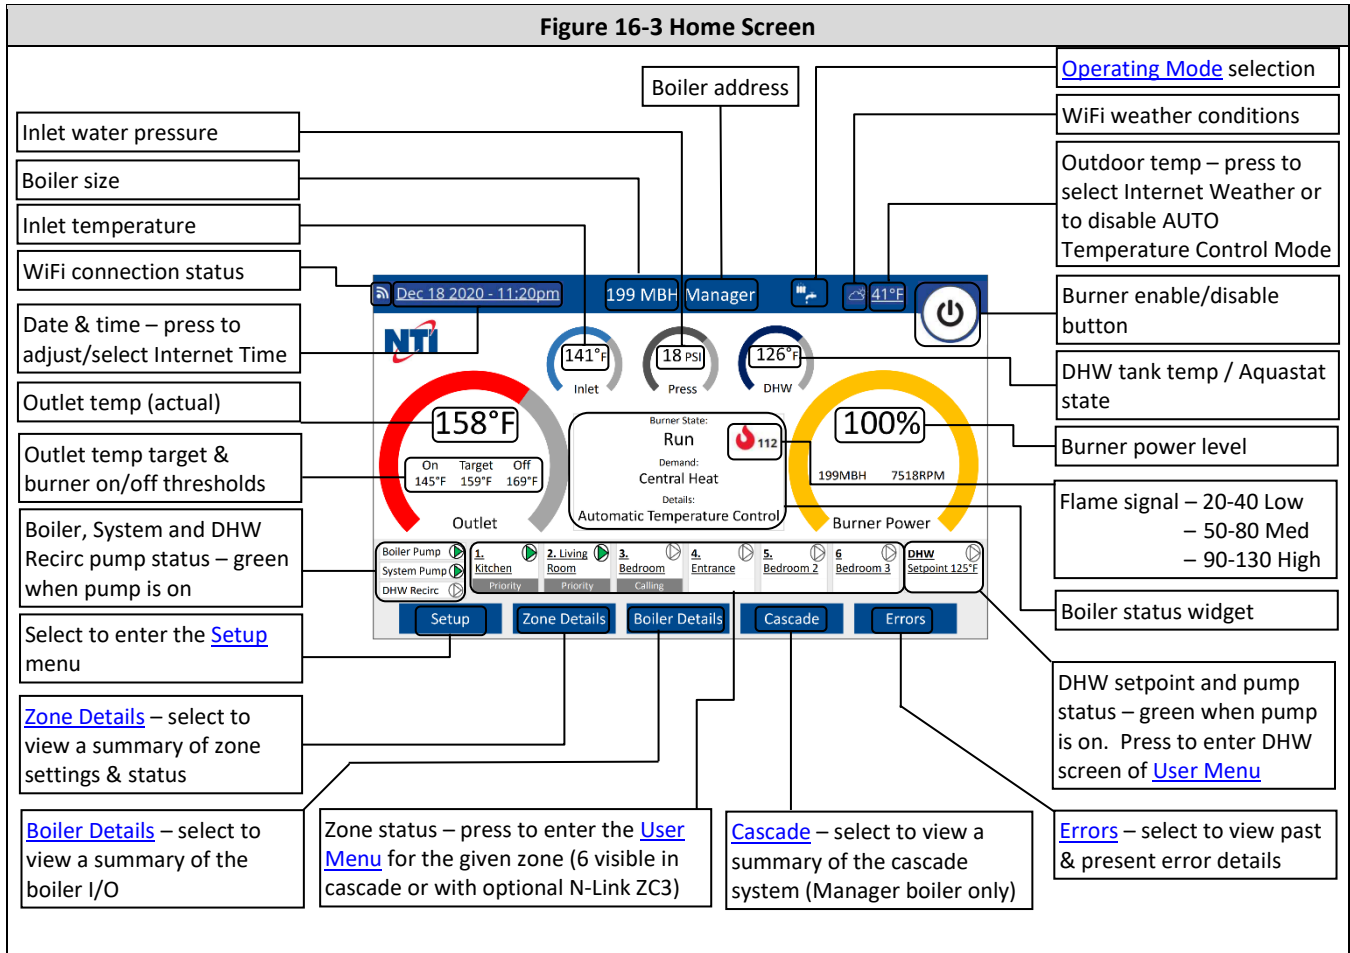 Figure 16-3 Home Screen
Boiler address
Operating Mode selection
WiFi weather conditions
Outdoor temp – press to
select Internet Weather or
to disable AUTO
Temperature Control Mode
Burner enable/disable
button
DHW tank temp / Aquastat
state
Burner power level
Flame signal – 20-40 Low
– 50-80 Med
– 90-130 High
Boiler status widget
DHW setpoint and pump
status – green when pump
is on.  Press to enter DHW
screen of User Menu
Errors – select to view past
& present error details
Inlet water pressure
Boiler size
Inlet temperature
WiFi connection status
Date & time – press to
adjust/select Internet Time
Outlet temp (actual)
Outlet temp target &
burner on/off thresholds
Boiler, System and DHW
Recirc pump status – green
when pump is on
Select to enter the Setup
menu
Zone Details – select to
view a summary of zone
settings & status
Boiler Details – select to
view a summary of the
boiler I/O
Zone status – press to enter the User
Menu for the given zone (6 visible in
cascade or with optional N-Link ZC3)
Cascade – select to view a
summary of the cascade
system (Manager boiler only)
Dec 18 2020 - 11:20pm 199 MBH Manager 41°F
NTI
141°F
Inlet
18 PSI
Press
126°F
DHW
158°F
On Target Off
145°F 159°F 169°F
Outlet
Burner State:
Run
112
Demand:
Central Heat
Details:
Automatic Temperature Control
100%
199MBH 7518RPM
Burner Power
Boiler Pump
System Pump
DHW Recirc
1.
Kitchen
Priority
2. Living
Room
Priority
3.
Bedroom
Calling
4.
Entrance
5.
Bedroom 2
6
Bedroom 3
DHW
Setpoint 125°F
Setup Zone Details Boiler Details Cascade Errors